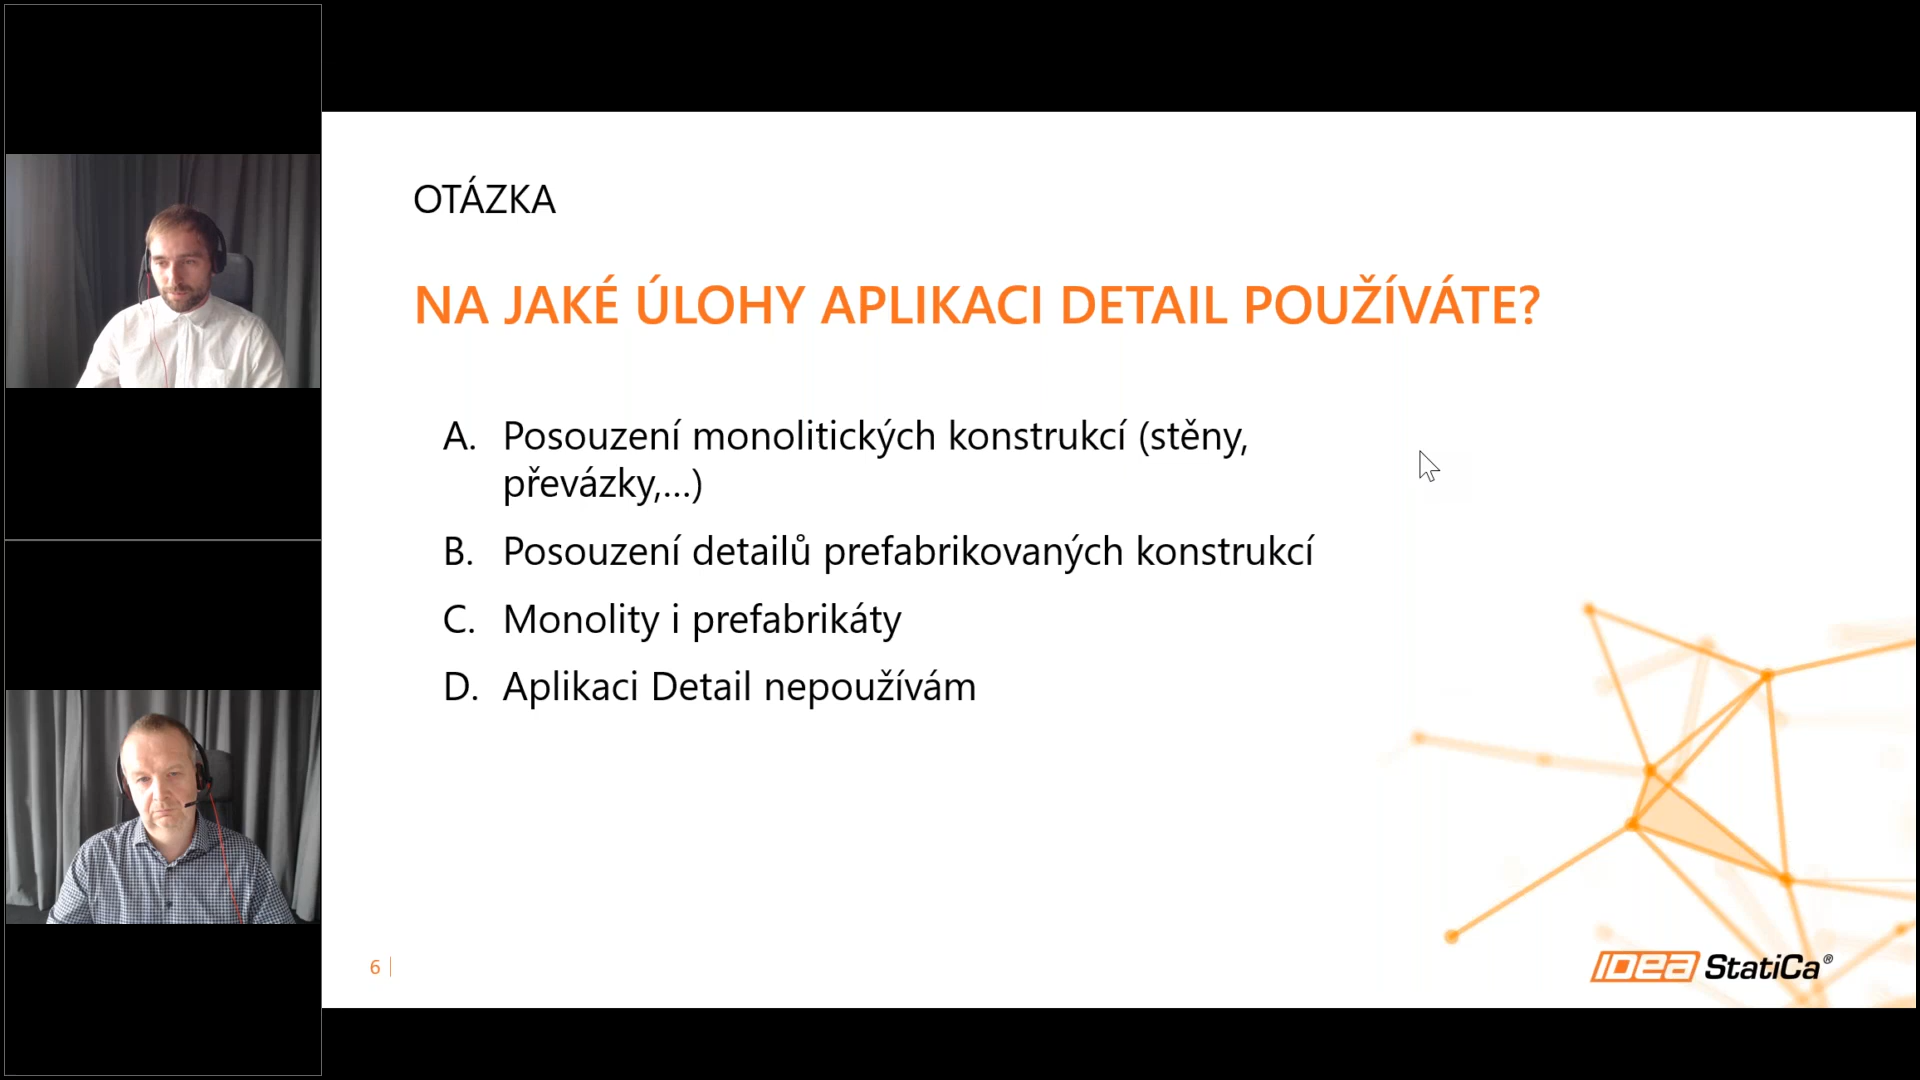 OTÁZKA
NA JAKÉ ÚLOHY APLIKACI DETAIL POUŽÍVÁTE?
A. Posouzení monolitických konstrukcí (stěny,
převázky,...)
B. Posouzení detailů prefabrikovaných konstrukcí
C. Monolity i prefabrikáty
D. Aplikaci Detail nepoužívám
6
IDEA StatiCa®